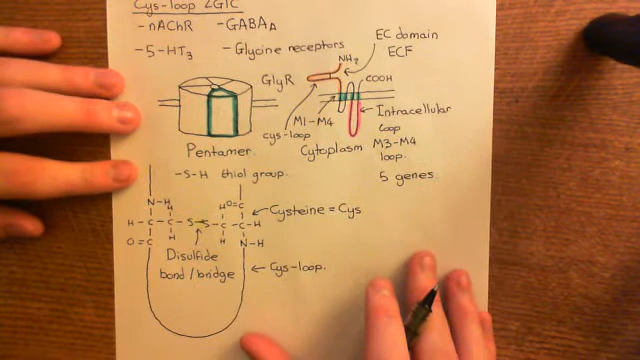 Cys-loop LGIC
- nAChR - GABAA
- 5-HT3 - Glycine receptors
EC domain
ECF
NH2
GlyR
COOH
M1-M4
Intracellular
loop
M3-M4
loop.
cys-loop
Pentamer.
Cytoplasm
5 genes.
-S-H thiol group.
N-H H
H-C-C-S-S-C-C-H
O=C H
HO=C
H
H N-H
Cysteine = Cys
Disulfide
bond/bridge
Cys-loop.